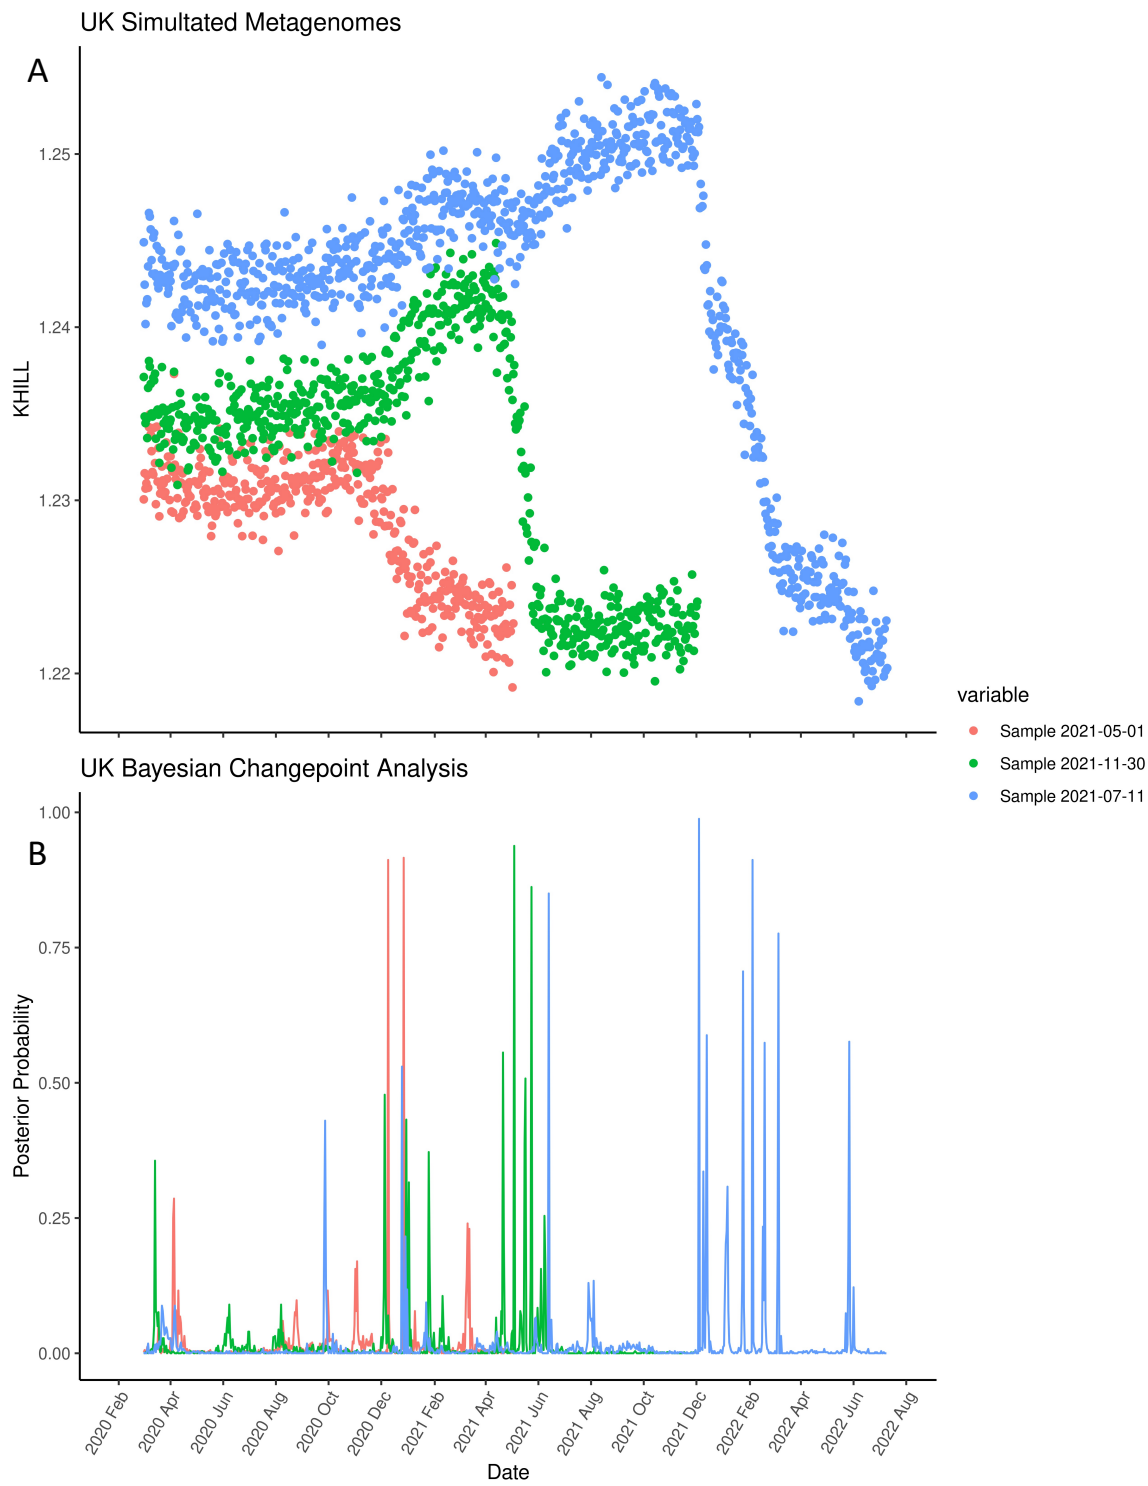 UK Simultated Metagenomes
A
1.25
1.24
1.23
1.22
KHILL
variable
Sample 2021-05-01
Sample 2021-11-30
Sample 2021-07-11
UK Bayesian Changepoint Analysis
B
1.00
0.75
0.50
0.25
0.00
Posterior Probability
2020 Feb
2020 Apr
2020 Jun
2020 Aug
2020 Oct
2020 Dec
2021 Feb
2021 Apr
2021 Jun
2021 Aug
2021 Oct
2021 Dec
2022 Feb
2022 Apr
2022 Jun
2022 Aug
Date